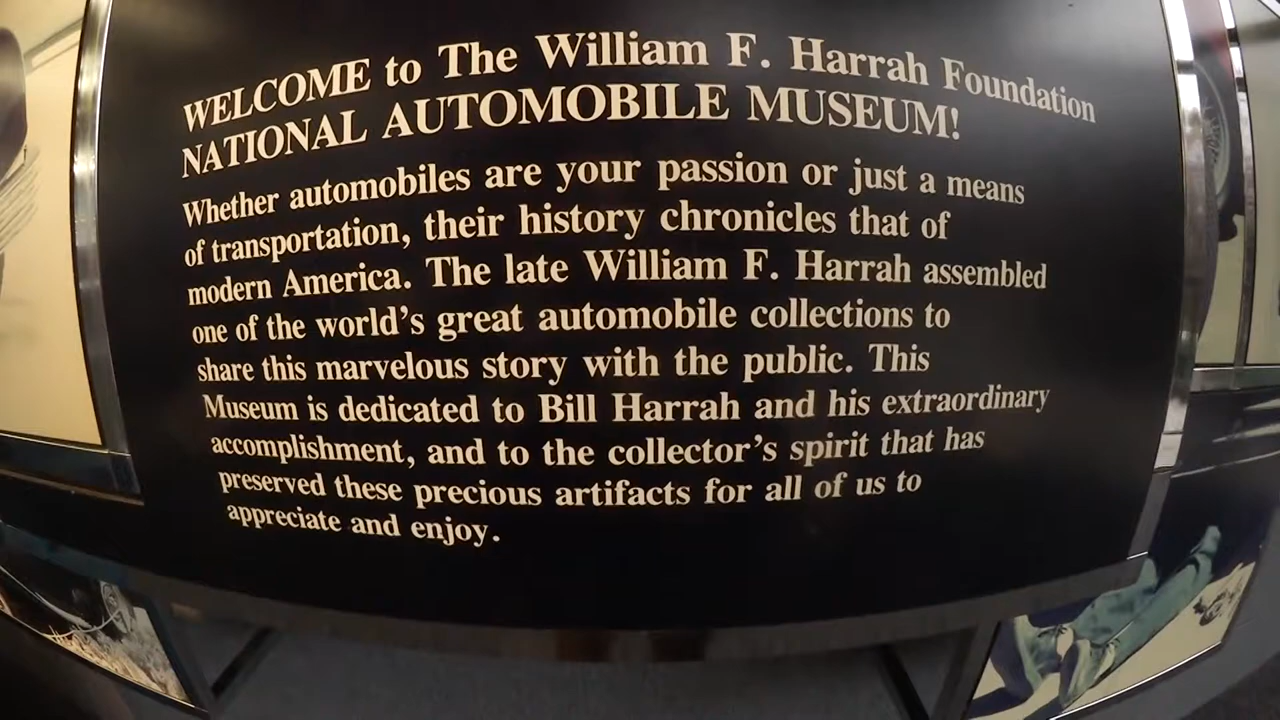 WELCOME to The William F. Harrah Foundation
NATIONAL AUTOMOBILE MUSEUM!
Whether automobiles are your passion or just a means
of transportation, their history chronicles that of
modern America. The late William F. Harrah assembled
one of the world's great automobile collections to
share this marvelous story with the public. This
Museum is dedicated to Bill Harrah and his extraordinary
accomplishment, and to the collector's spirit that has
preserved these precious artifacts for all of us to
appreciate and enjoy.